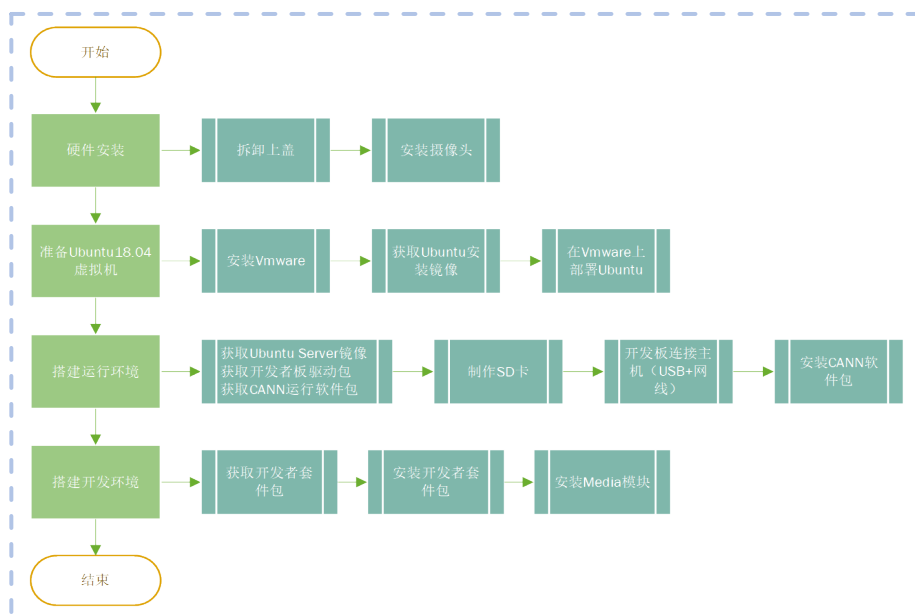 开始
硬件安装
拆卸上盖
安装摄像头
准备Ubuntu18.04
虚拟机
安装Vmware
获取Ubuntu安
装镜像
在Vmware上
部署Ubuntu
搭建运行环境
获取Ubuntu Server镜像
获取开发者板驱动包
获取CANN运行软件包
制作SD卡
开发板连接主
机（USB+网
线）
安装CANN软
件包
搭建开发环境
获取开发者套
件包
安装开发者套
件包
安装Media模块
结束